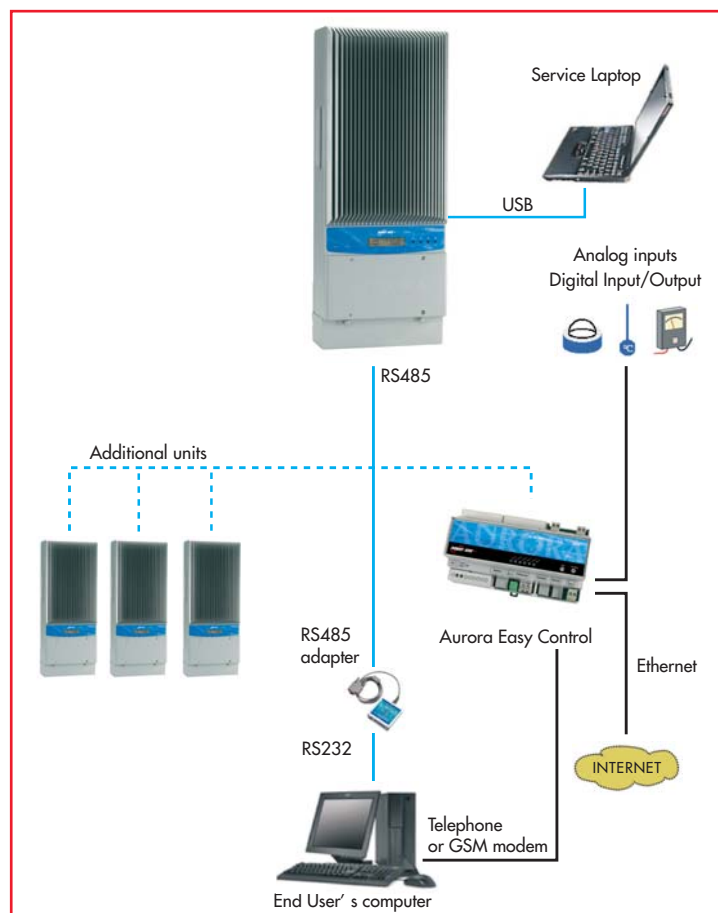 Service Laptop
USB
Analog inputs
Digital Input/Output
°C
RS485
Additional units
AURORA
Aurora Easy Control
RS485
adapter
Ethernet
RS232
INTERNET
Telephone
or GSM modem
End User' s computer